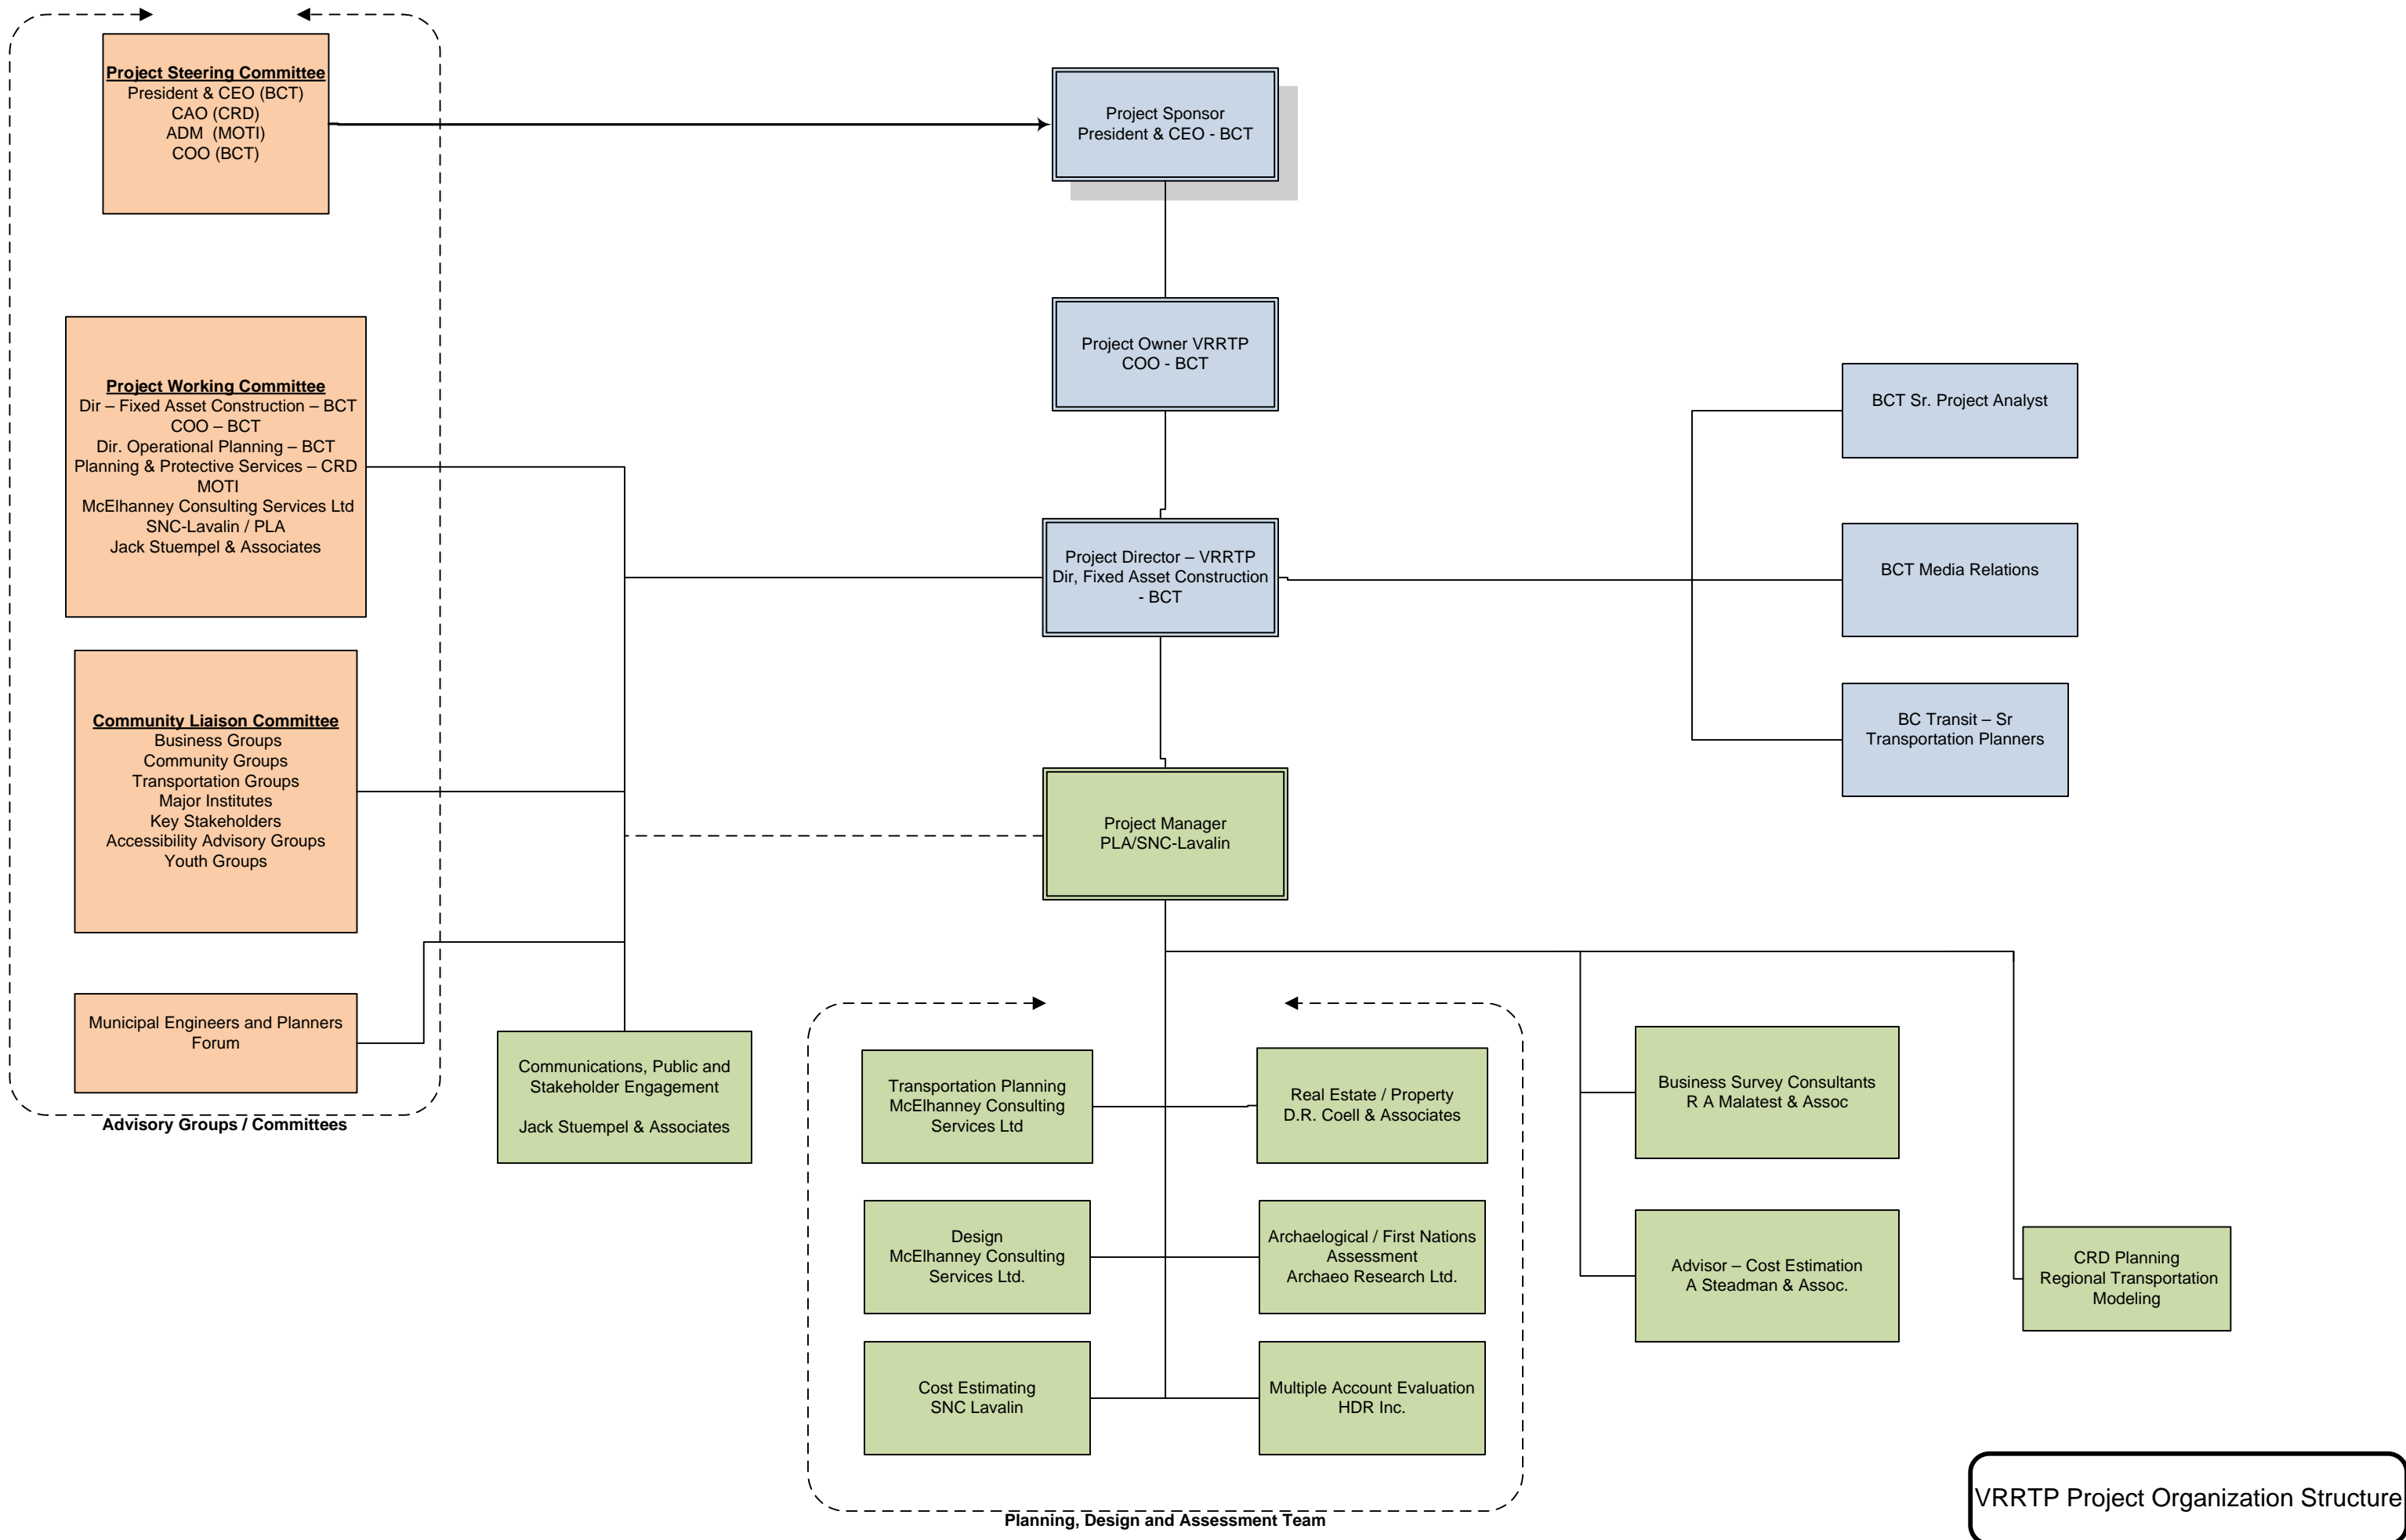 Project Steering Committee
President & CEO (BCT)
CAO (CRD)
ADM (MOTI)
COO (BCT)
Project Sponsor
President & CEO - BCT
Project Owner VRRTP
COO - BCT
Project Working Committee
Dir – Fixed Asset Construction – BCT
COO – BCT
Dir. Operational Planning – BCT
Planning & Protective Services – CRD
MOTI
McElhanney Consulting Services Ltd
SNC-Lavalin / PLA
Jack Stuempel & Associates
Project Director – VRRTP
Dir, Fixed Asset Construction
- BCT
BCT Sr. Project Analyst
BCT Media Relations
BC Transit – Sr
Transportation Planners
Community Liaison Committee
Business Groups
Community Groups
Transportation Groups
Major Institutes
Key Stakeholders
Accessibility Advisory Groups
Youth Groups
Project Manager
PLA/SNC-Lavalin
Municipal Engineers and Planners
Forum
Advisory Groups / Committees
Communications, Public and
Stakeholder Engagement
Jack Stuempel & Associates
Transportation Planning
McElhanney Consulting
Services Ltd
Real Estate / Property
D.R. Coell & Associates
Business Survey Consultants
R A Malatest & Assoc
Design
McElhanney Consulting
Services Ltd.
Archaelogical / First Nations
Assessment
Archaeo Research Ltd.
Advisor – Cost Estimation
A Steadman & Assoc.
CRD Planning
Regional Transportation
Modeling
Cost Estimating
SNC Lavalin
Multiple Account Evaluation
HDR Inc.
Planning, Design and Assessment Team
VRRTP Project Organization Structure